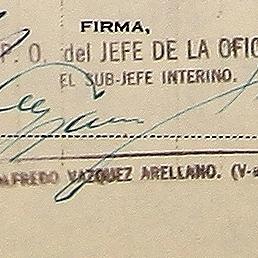 FIRMA,
P. O. del JEFE DE LA OFIC
EL SUB-JEFE INTERINO.
ALFREDO VAZQUEZ ARELLANO. (V-a